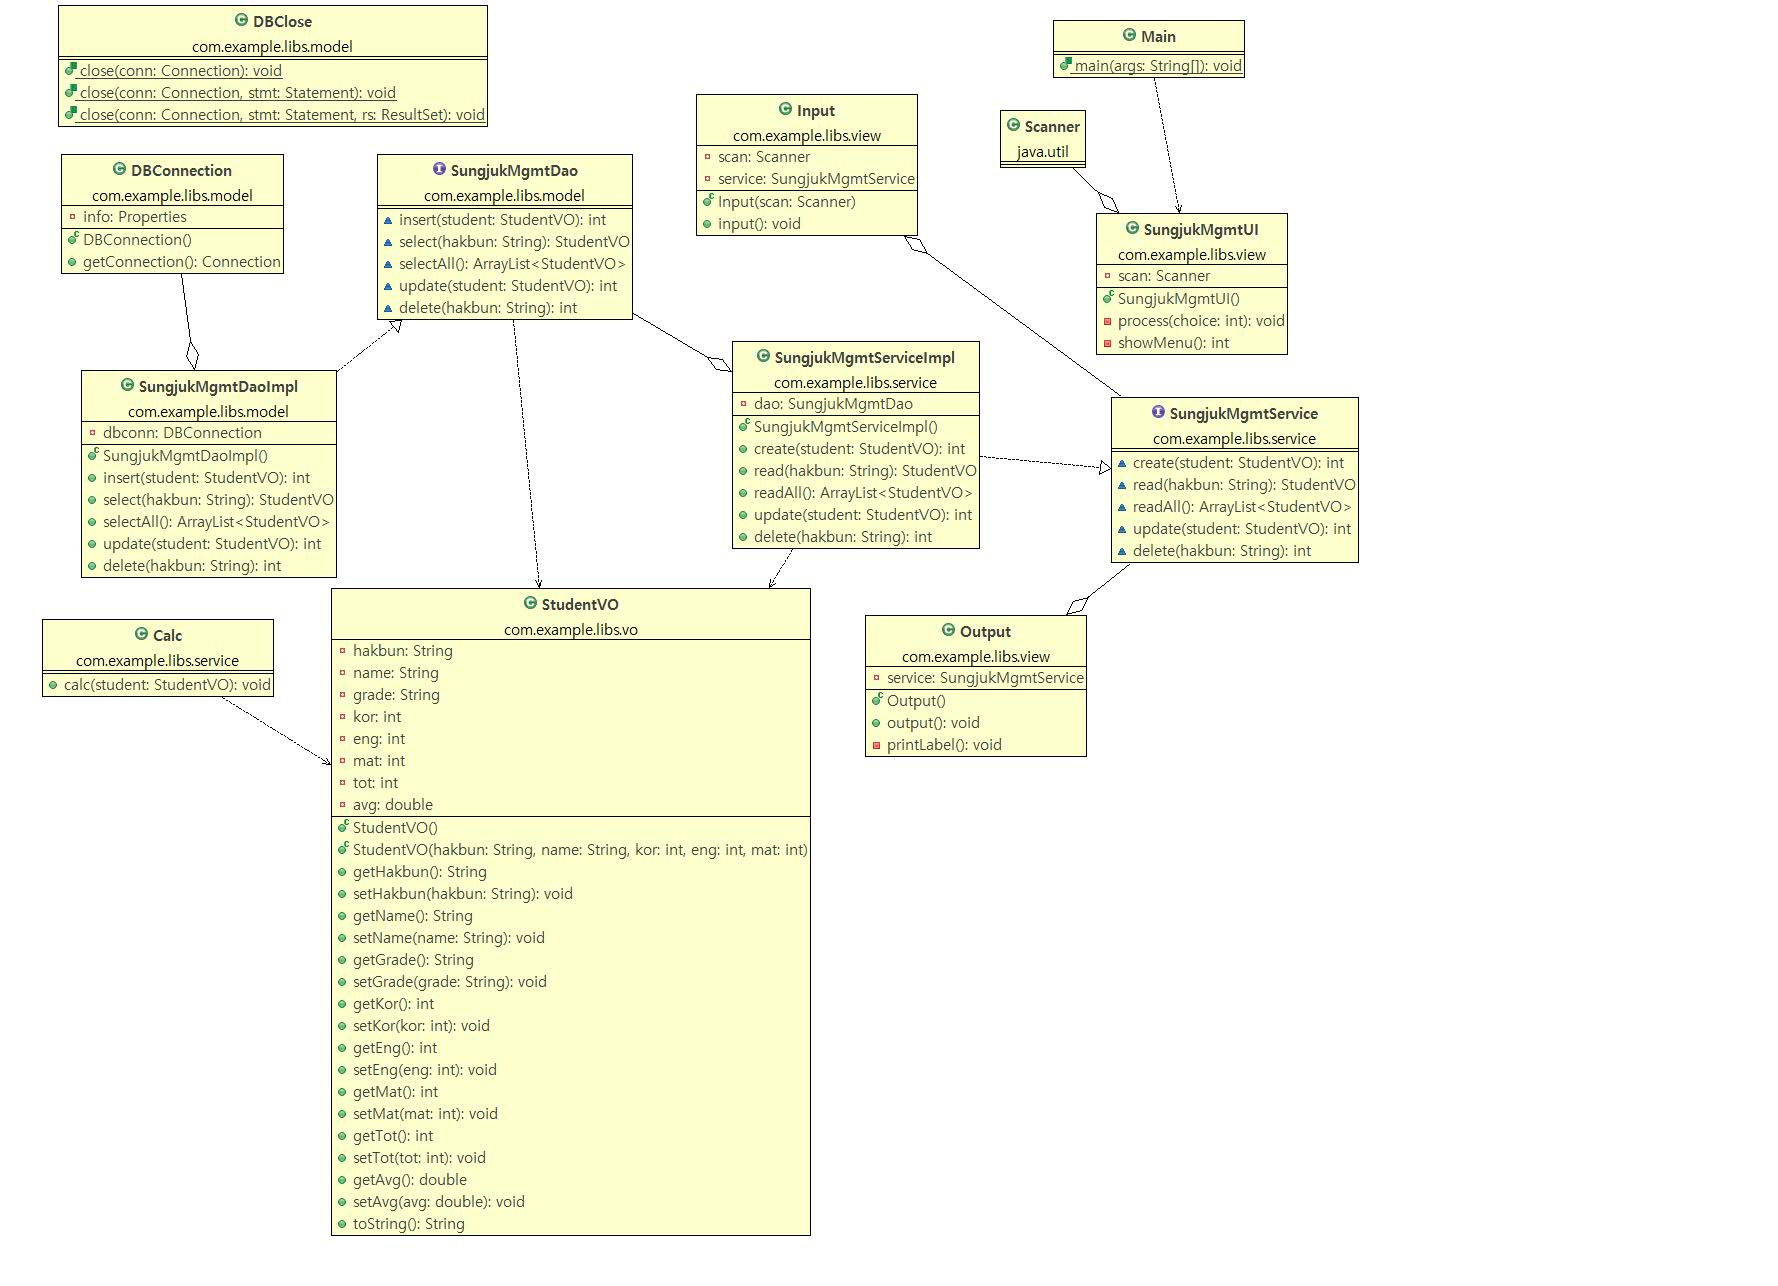 DBClose
com.example.libs.model
close(conn: Connection): void
close(conn: Connection, stmt: Statement): void
close(conn: Connection, stmt: Statement, rs: ResultSet): void
Main
main(args: String[]): void
Input
com.example.libs.view
scan: Scanner
service: SungjukMgmtService
Input(scan: Scanner)
input(): void
Scanner
java.util
DBConnection
com.example.libs.model
info: Properties
DBConnection()
getConnection(): Connection
SungjukMgmtDao
com.example.libs.model
insert(student: StudentVO): int
select(hakbun: String): StudentVO
selectAll(): ArrayList<StudentVO>
update(student: StudentVO): int
delete(hakbun: String): int
SungjukMgmtUI
com.example.libs.view
scan: Scanner
SungjukMgmtUI()
process(choice: int): void
showMenu(): int
SungjukMgmtDaoImpl
com.example.libs.model
dbconn: DBConnection
SungjukMgmtDaoImpl()
insert(student: StudentVO): int
select(hakbun: String): StudentVO
selectAll(): ArrayList<StudentVO>
update(student: StudentVO): int
delete(hakbun: String): int
SungjukMgmtServiceImpl
com.example.libs.service
dao: SungjukMgmtDao
SungjukMgmtServiceImpl()
create(student: StudentVO): int
read(hakbun: String): StudentVO
readAll(): ArrayList<StudentVO>
update(student: StudentVO): int
delete(hakbun: String): int
SungjukMgmtService
com.example.libs.service
create(student: StudentVO): int
read(hakbun: String): StudentVO
readAll(): ArrayList<StudentVO>
update(student: StudentVO): int
delete(hakbun: String): int
Calc
com.example.libs.service
calc(student: StudentVO): void
StudentVO
com.example.libs.vo
hakbun: String
name: String
grade: String
kor: int
eng: int
mat: int
tot: int
avg: double
StudentVO()
StudentVO(hakbun: String, name: String, kor: int, eng: int, mat: int)
getHakbun(): String
setHakbun(hakbun: String): void
getName(): String
setName(name: String): void
getGrade(): String
setGrade(grade: String): void
getKor(): int
setKor(kor: int): void
getEng(): int
setEng(eng: int): void
getMat(): int
setMat(mat: int): void
getTot(): int
setTot(tot: int): void
getAvg(): double
setAvg(avg: double): void
toString(): String
Output
com.example.libs.view
service: SungjukMgmtService
Output()
output(): void
printLabel(): void